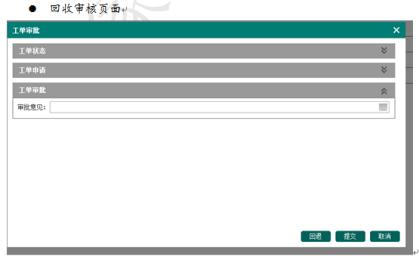 ● 回收审核页面↵
工单审批 ×
工单状态
工单申请
工单审批
审批意见:
回退 提交 取消